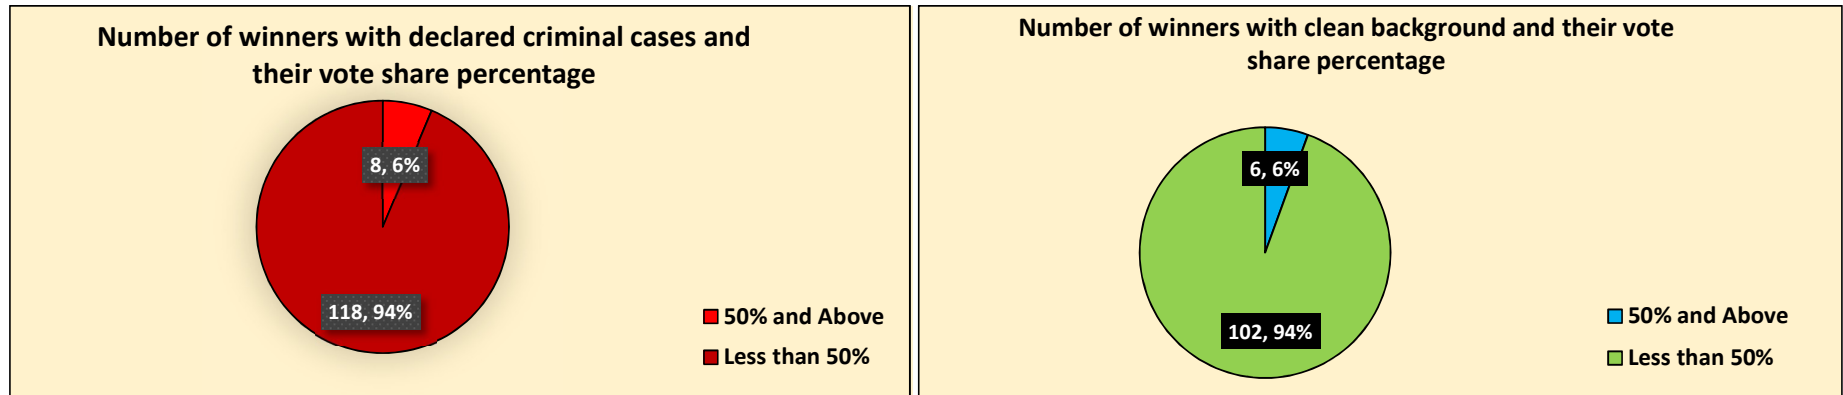 Number of winners with declared criminal cases and
their vote share percentage
8, 6%
118, 94%
50% and Above
Less than 50%
Number of winners with clean background and their vote
share percentage
6, 6%
102, 94%
50% and Above
Less than 50%